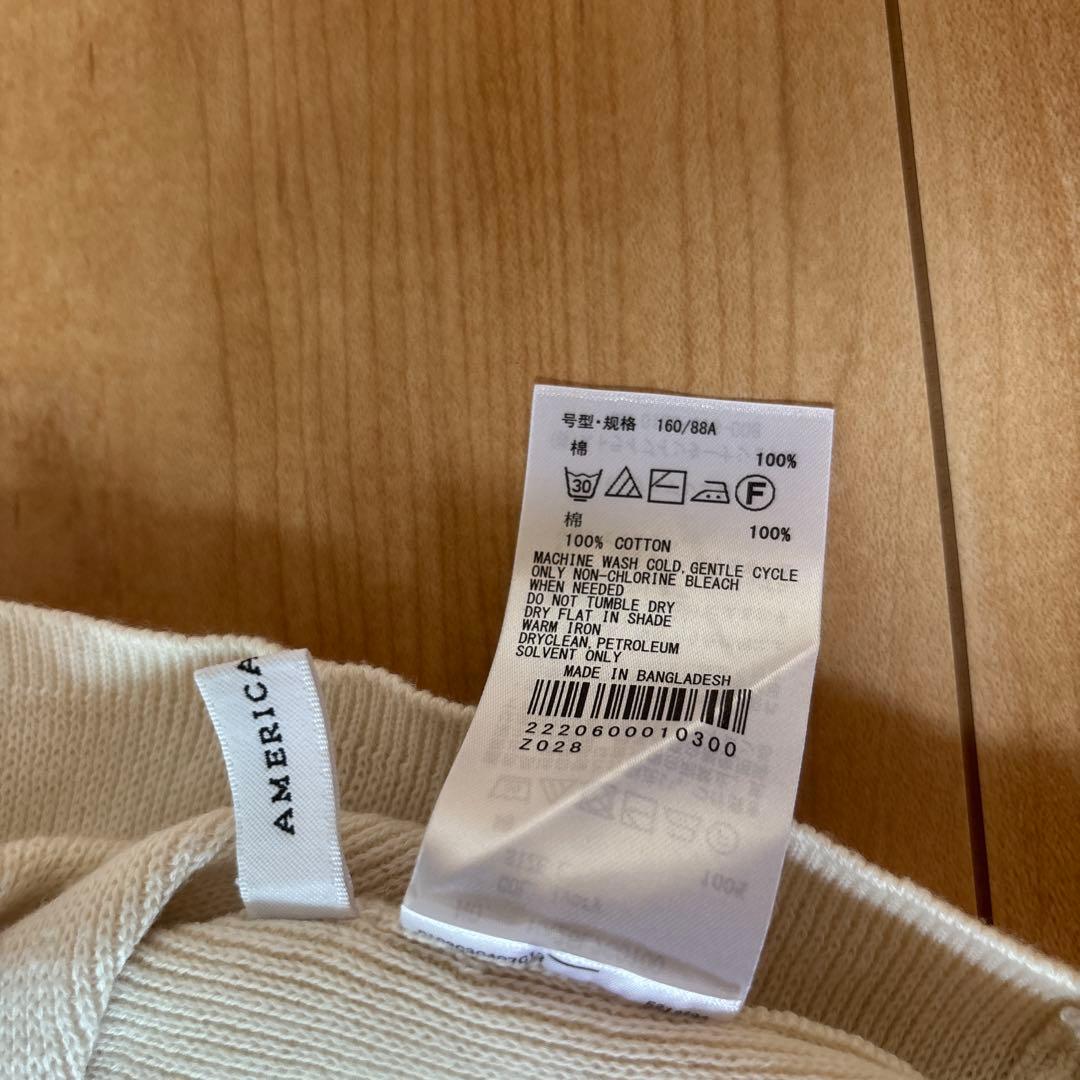 号型·规格 160/88A
棉 100%
30
F
棉 100%
100% COTTON
MACHINE WASH COLD, GENTLE CYCLE
ONLY NON-CHLORINE BLEACH
WHEN NEEDED
DO NOT TUMBLE DRY
DRY FLAT IN SHADE
WARM IRON
DRYCLEAN, PETROLEUM
SOLVENT ONLY
MADE IN BANGLADESH
2220600010300
Z028
AMERICA